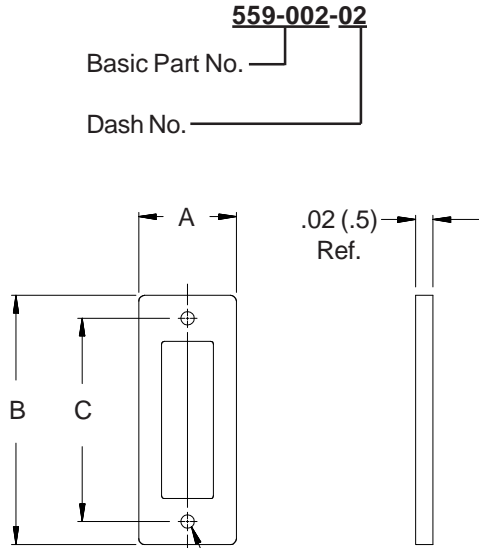 559-002-02
Basic Part No.
Dash No.
A
.02 (.5)
Ref.
B
C